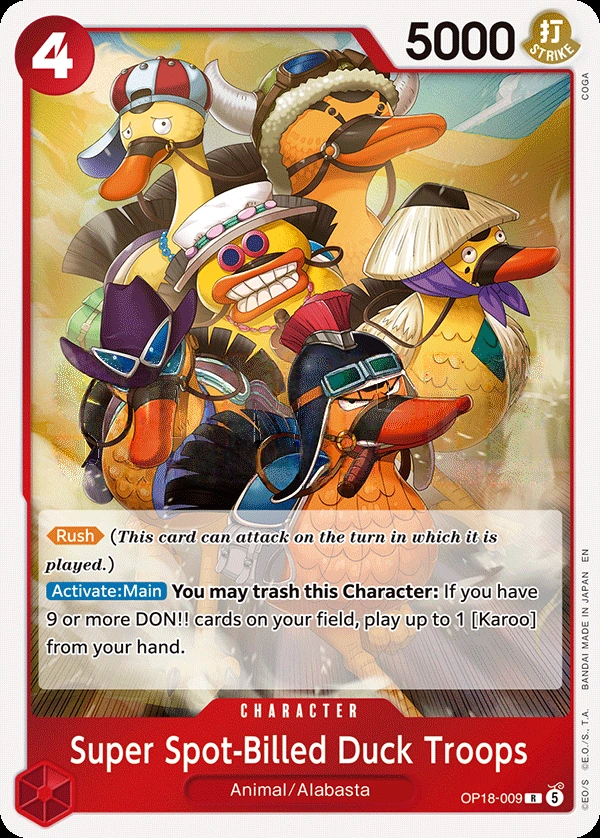 4
5000
打
STRIKE
COGA
Rush (This card can attack on the turn in which it is
played.)
Activate:Main You may trash this Character: If you have
9 or more DON!! cards on your field, play up to 1 [Karoo]
from your hand.
©E.O./S., T.A. BANDAI MADE IN JAPAN EN
©EO/S
CHARACTER
Super Spot-Billed Duck Troops
Animal/Alabasta
OP18-009 R 5